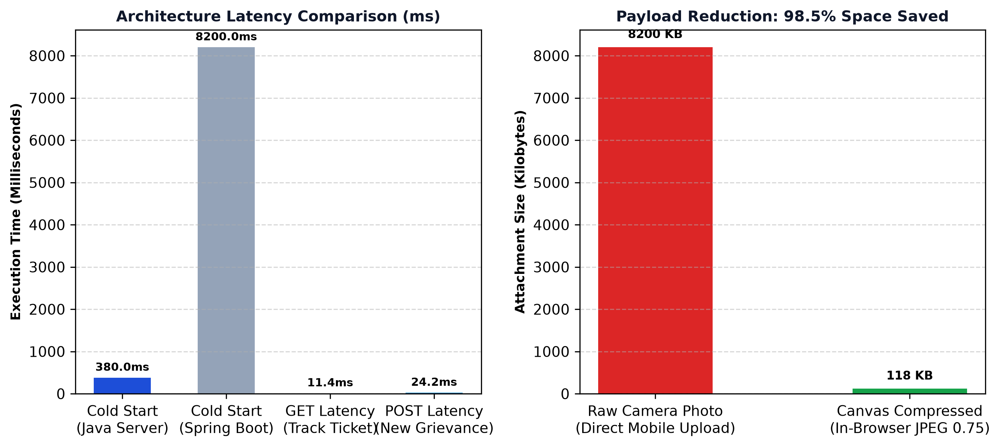 Architecture Latency Comparison (ms)
Execution Time (Milliseconds)
8000
7000
6000
5000
4000
3000
2000
1000
0
380.0ms
8200.0ms
11.4ms
24.2ms
Cold Start
(Java Server)
Cold Start
(Spring Boot)
GET Latency
(Track Ticket)
POST Latency
(New Grievance)
Payload Reduction: 98.5% Space Saved
Attachment Size (Kilobytes)
8000
7000
6000
5000
4000
3000
2000
1000
0
8200 KB
118 KB
Raw Camera Photo
(Direct Mobile Upload)
Canvas Compressed
(In-Browser JPEG 0.75)